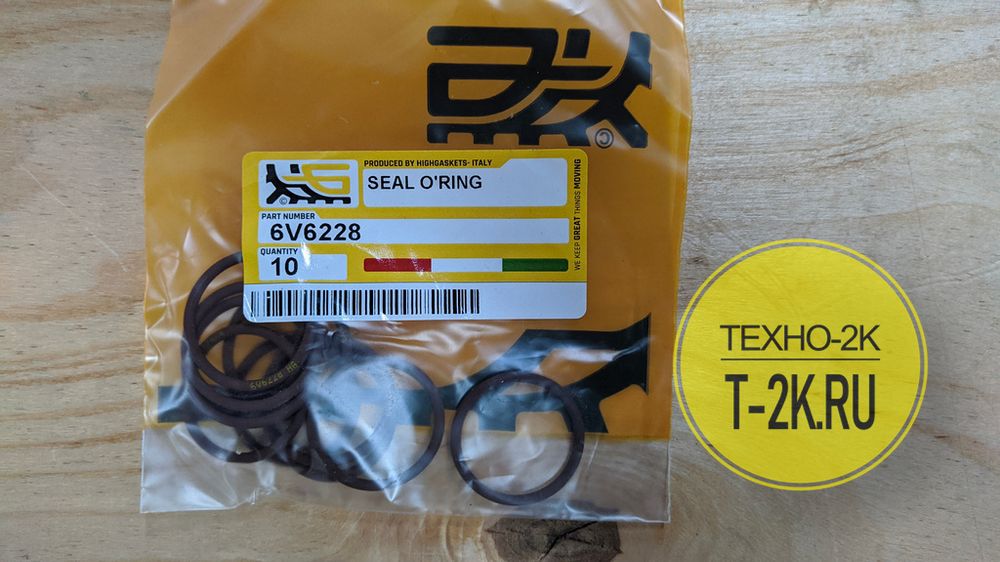 ©
PRODUCED BY HIGHGASKETS- ITALY
SEAL O'RING
PART NUMBER
6V6228
QUANTITY
10
WE KEEP GREAT THINGS MOVING
ТЕХНО-2К
T-2K.RU